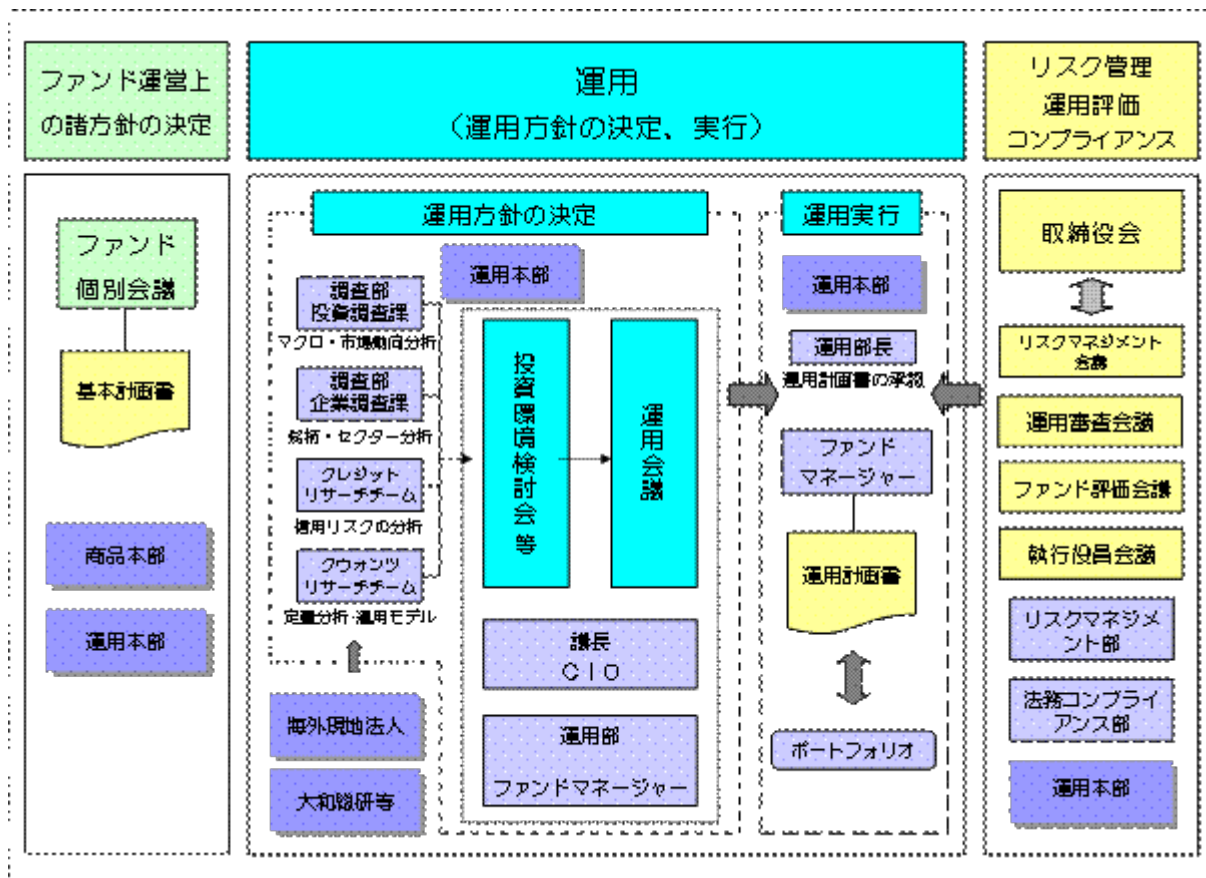 ファンド運営上
の諸方針の決定
運用
(運用方針の決定、実行)
リスク管理
運用評価
コンプライアンス
ファンド
個別会議
基本計画書
商品本部
運用本部
運用方針の決定
運用本部
調査部
投資調査課
マクロ・市場動向分析
調査部
企業調査課
銘柄・セクター分析
クレジット
リサーチチーム
信用リスクの分析
クウォンツ
リサーチチーム
定量分析・運用モデル
海外現地法人
大和総研等
投資環境検討会等
運用会議
議長
CIO
運用部
ファンドマネージャー
運用実行
運用本部
運用部長
運用計画書の承認
ファンド
マネージャー
運用計画書
ポートフォリオ
取締役会
リスクマネジメント
会議
運用審査会議
ファンド評価会議
執行役員会議
リスクマネジメ
ント部
法務コンプライ
アンス部
運用本部